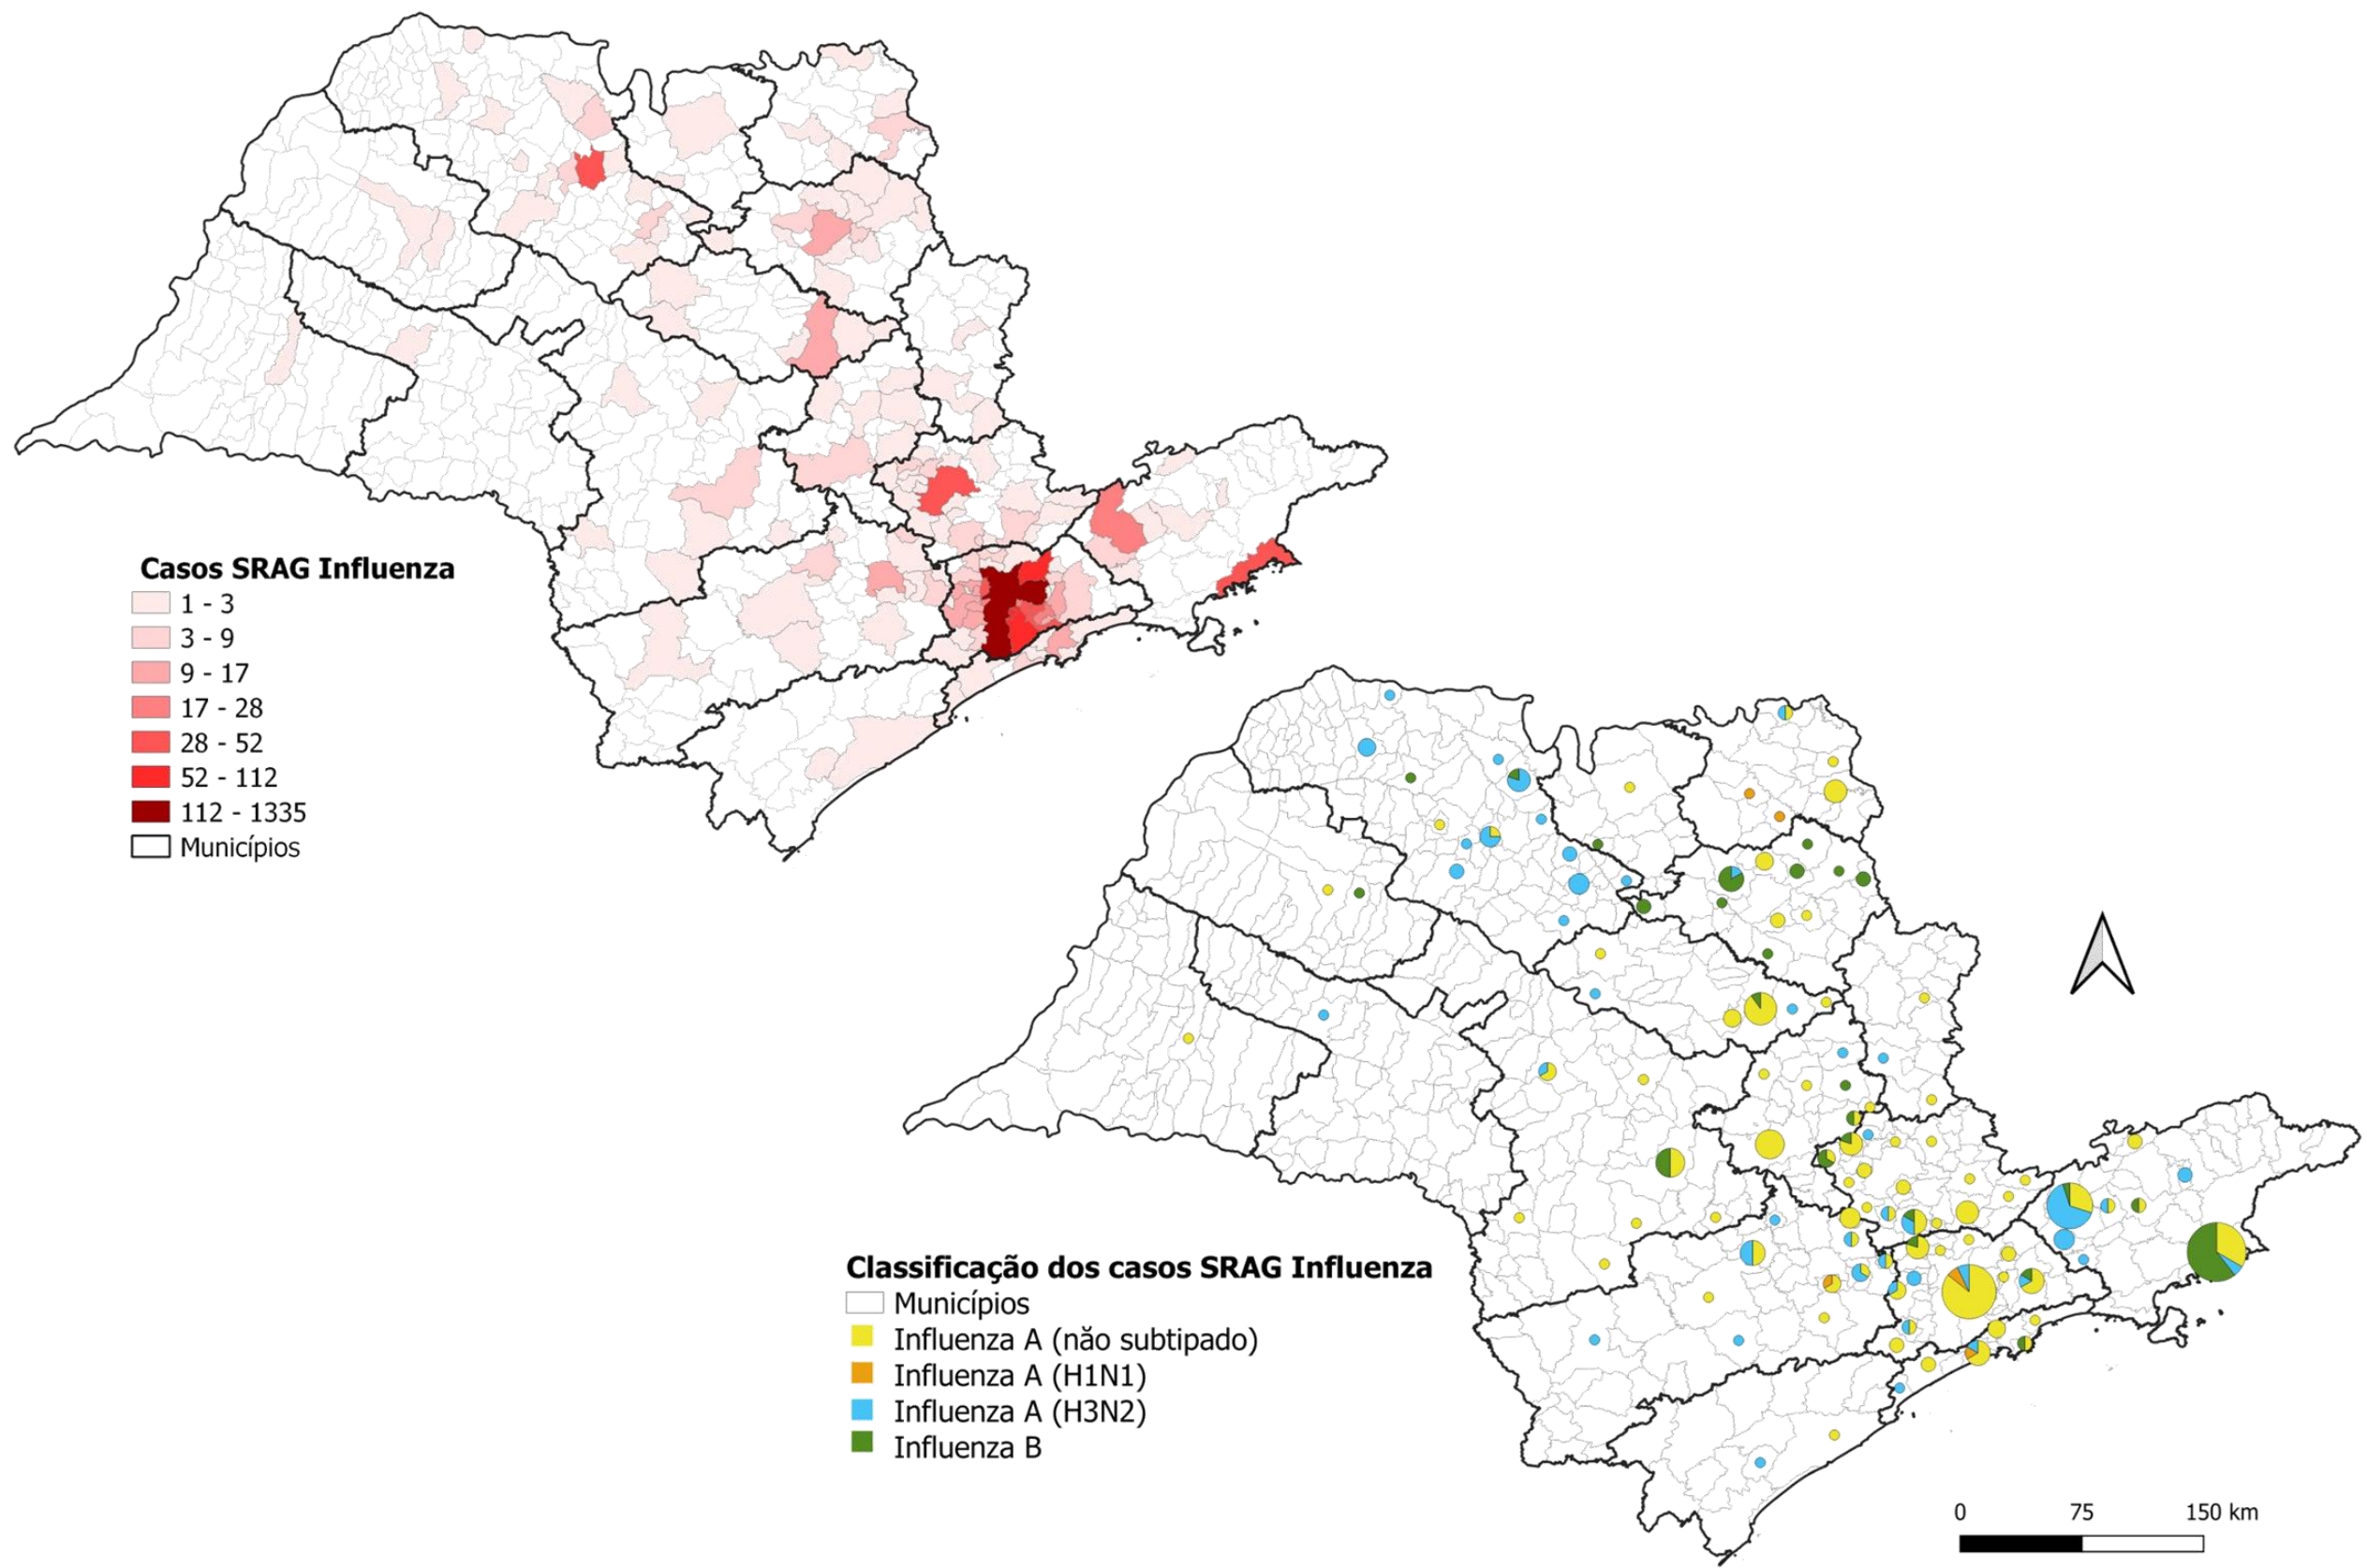 Casos SRAG Influenza
1 - 3
3 - 9
9 - 17
17 - 28
28 - 52
52 - 112
112 - 1335
Municípios
Classificação dos casos SRAG Influenza
Municípios
Influenza A (não subtipado)
Influenza A (H1N1)
Influenza A (H3N2)
Influenza B
0 75 150 km